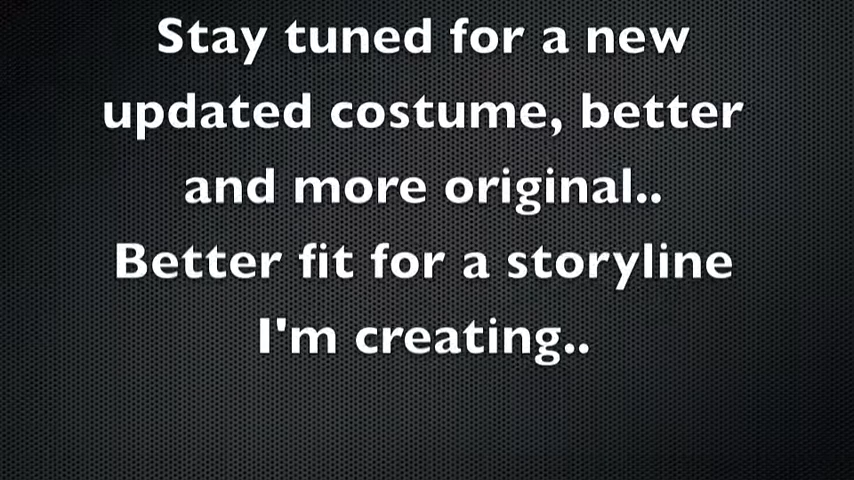 Stay tuned for a new
updated costume, better
and more original..
Better fit for a storyline
I'm creating..